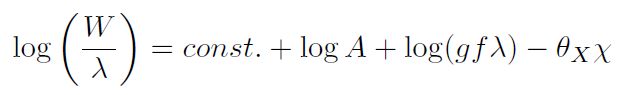 log (W/λ) = const. + log A + log(gfλ) − θ_X χ